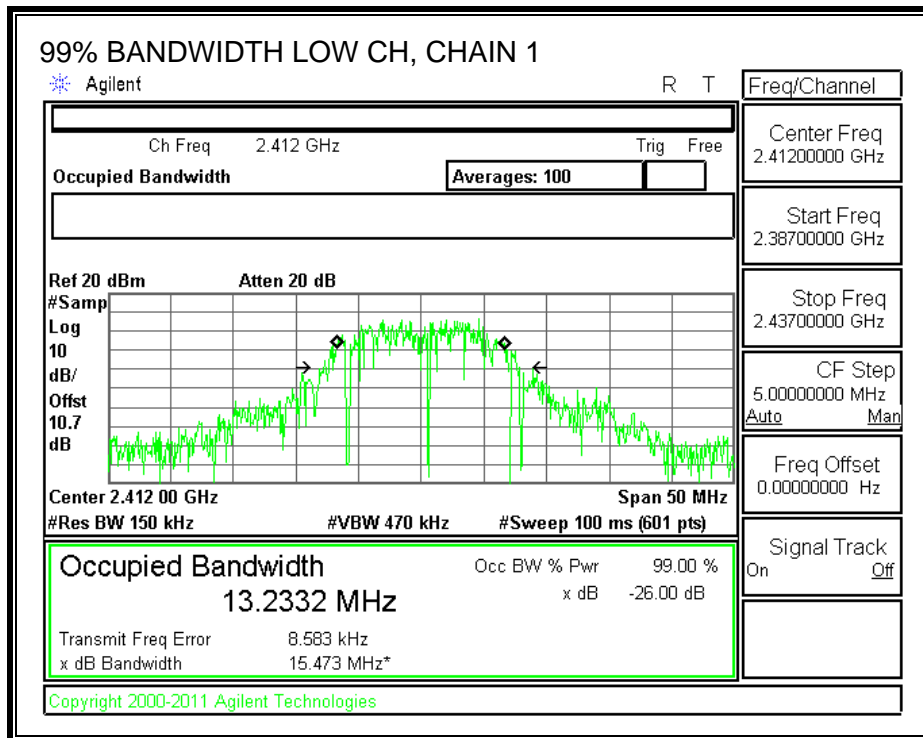 99% BANDWIDTH LOW CH, CHAIN 1
Agilent R T
Ch Freq 2.412 GHz Trig Free
Occupied Bandwidth Averages: 100
Ref 20 dBm Atten 20 dB
#Samp
Log
10
dB/
Offst
10.7
dB
Center 2.412 00 GHz Span 50 MHz
#Res BW 150 kHz #VBW 470 kHz #Sweep 100 ms (601 pts)
Occupied Bandwidth Occ BW % Pwr 99.00 %
13.2332 MHz x dB -26.00 dB
Transmit Freq Error 8.583 kHz
x dB Bandwidth 15.473 MHz*
Copyright 2000-2011 Agilent Technologies
Freq/Channel
Center Freq
2.41200000 GHz
Start Freq
2.38700000 GHz
Stop Freq
2.43700000 GHz
CF Step
5.00000000 MHz
Auto Man
Freq Offset
0.00000000 Hz
Signal Track
On Off